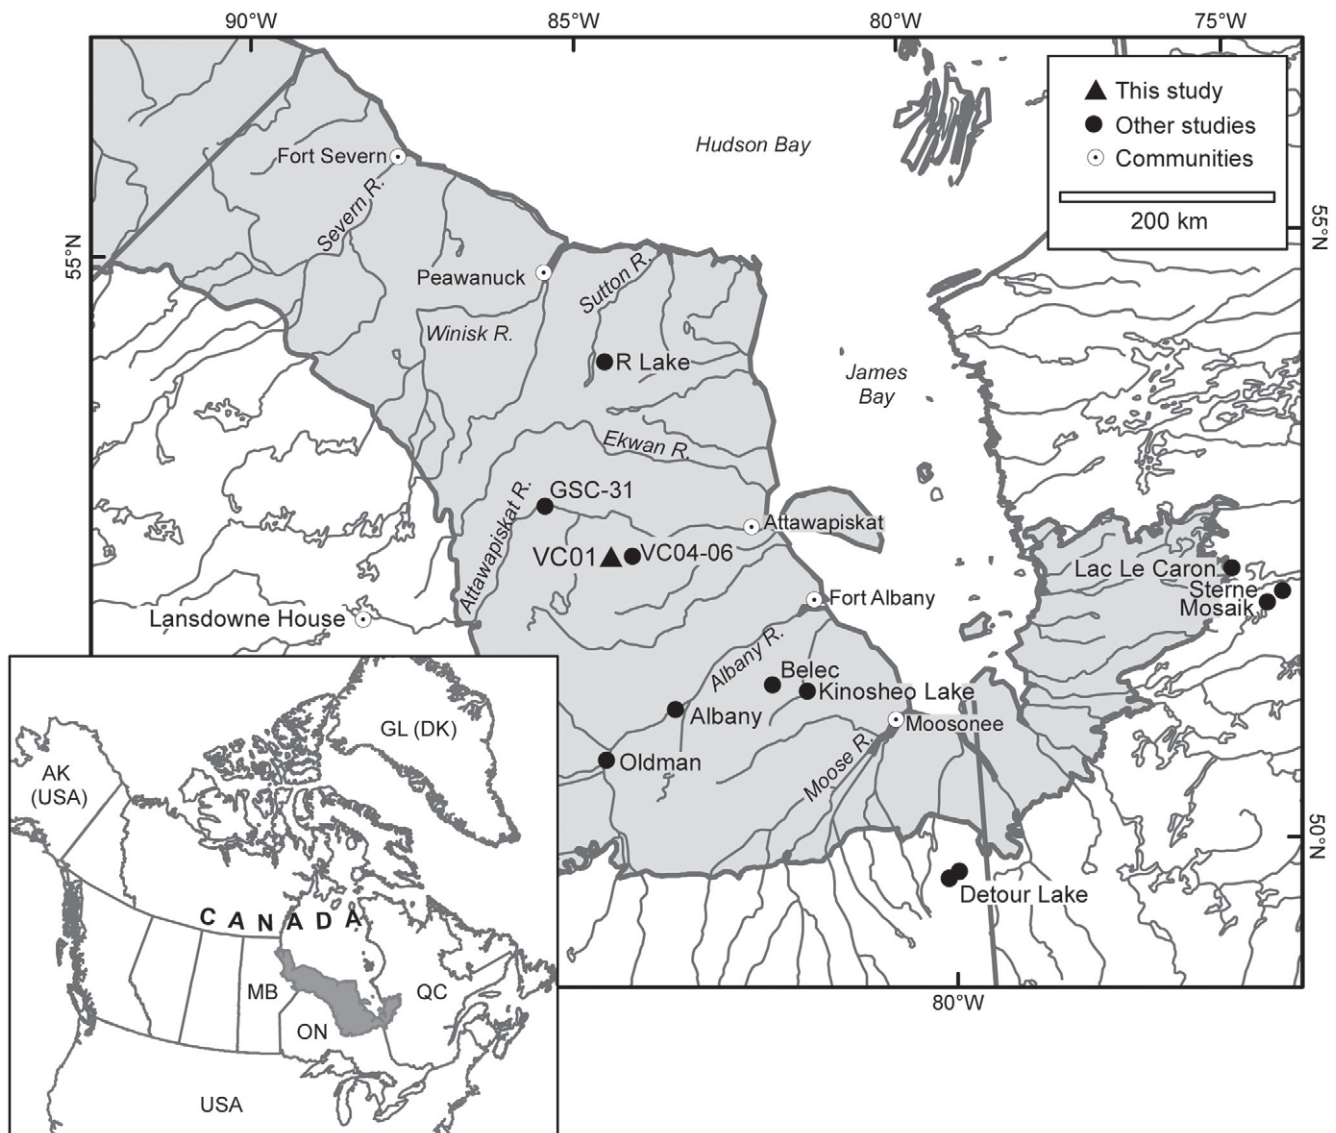 90°W
85°W
80°W
75°W
This study
Other studies
Communities
200 km
Hudson Bay
Fort Severn
Severn R.
55°N
55°N
Peawanuck
Sutton R.
Winisk R.
R Lake
James
Bay
Ekwan R.
GSC-31
Attawapiskat R.
Attawapiskat
VC01
VC04-06
Lac Le Caron
Sterne
Mosaik
Fort Albany
Lansdowne House
Albany R.
Belec
Kinosheo Lake
Albany
Moosonee
Moose R.
Oldman
50°N
Detour Lake
80°W
GL (DK)
AK
(USA)
CANADA
MB
QC
ON
USA